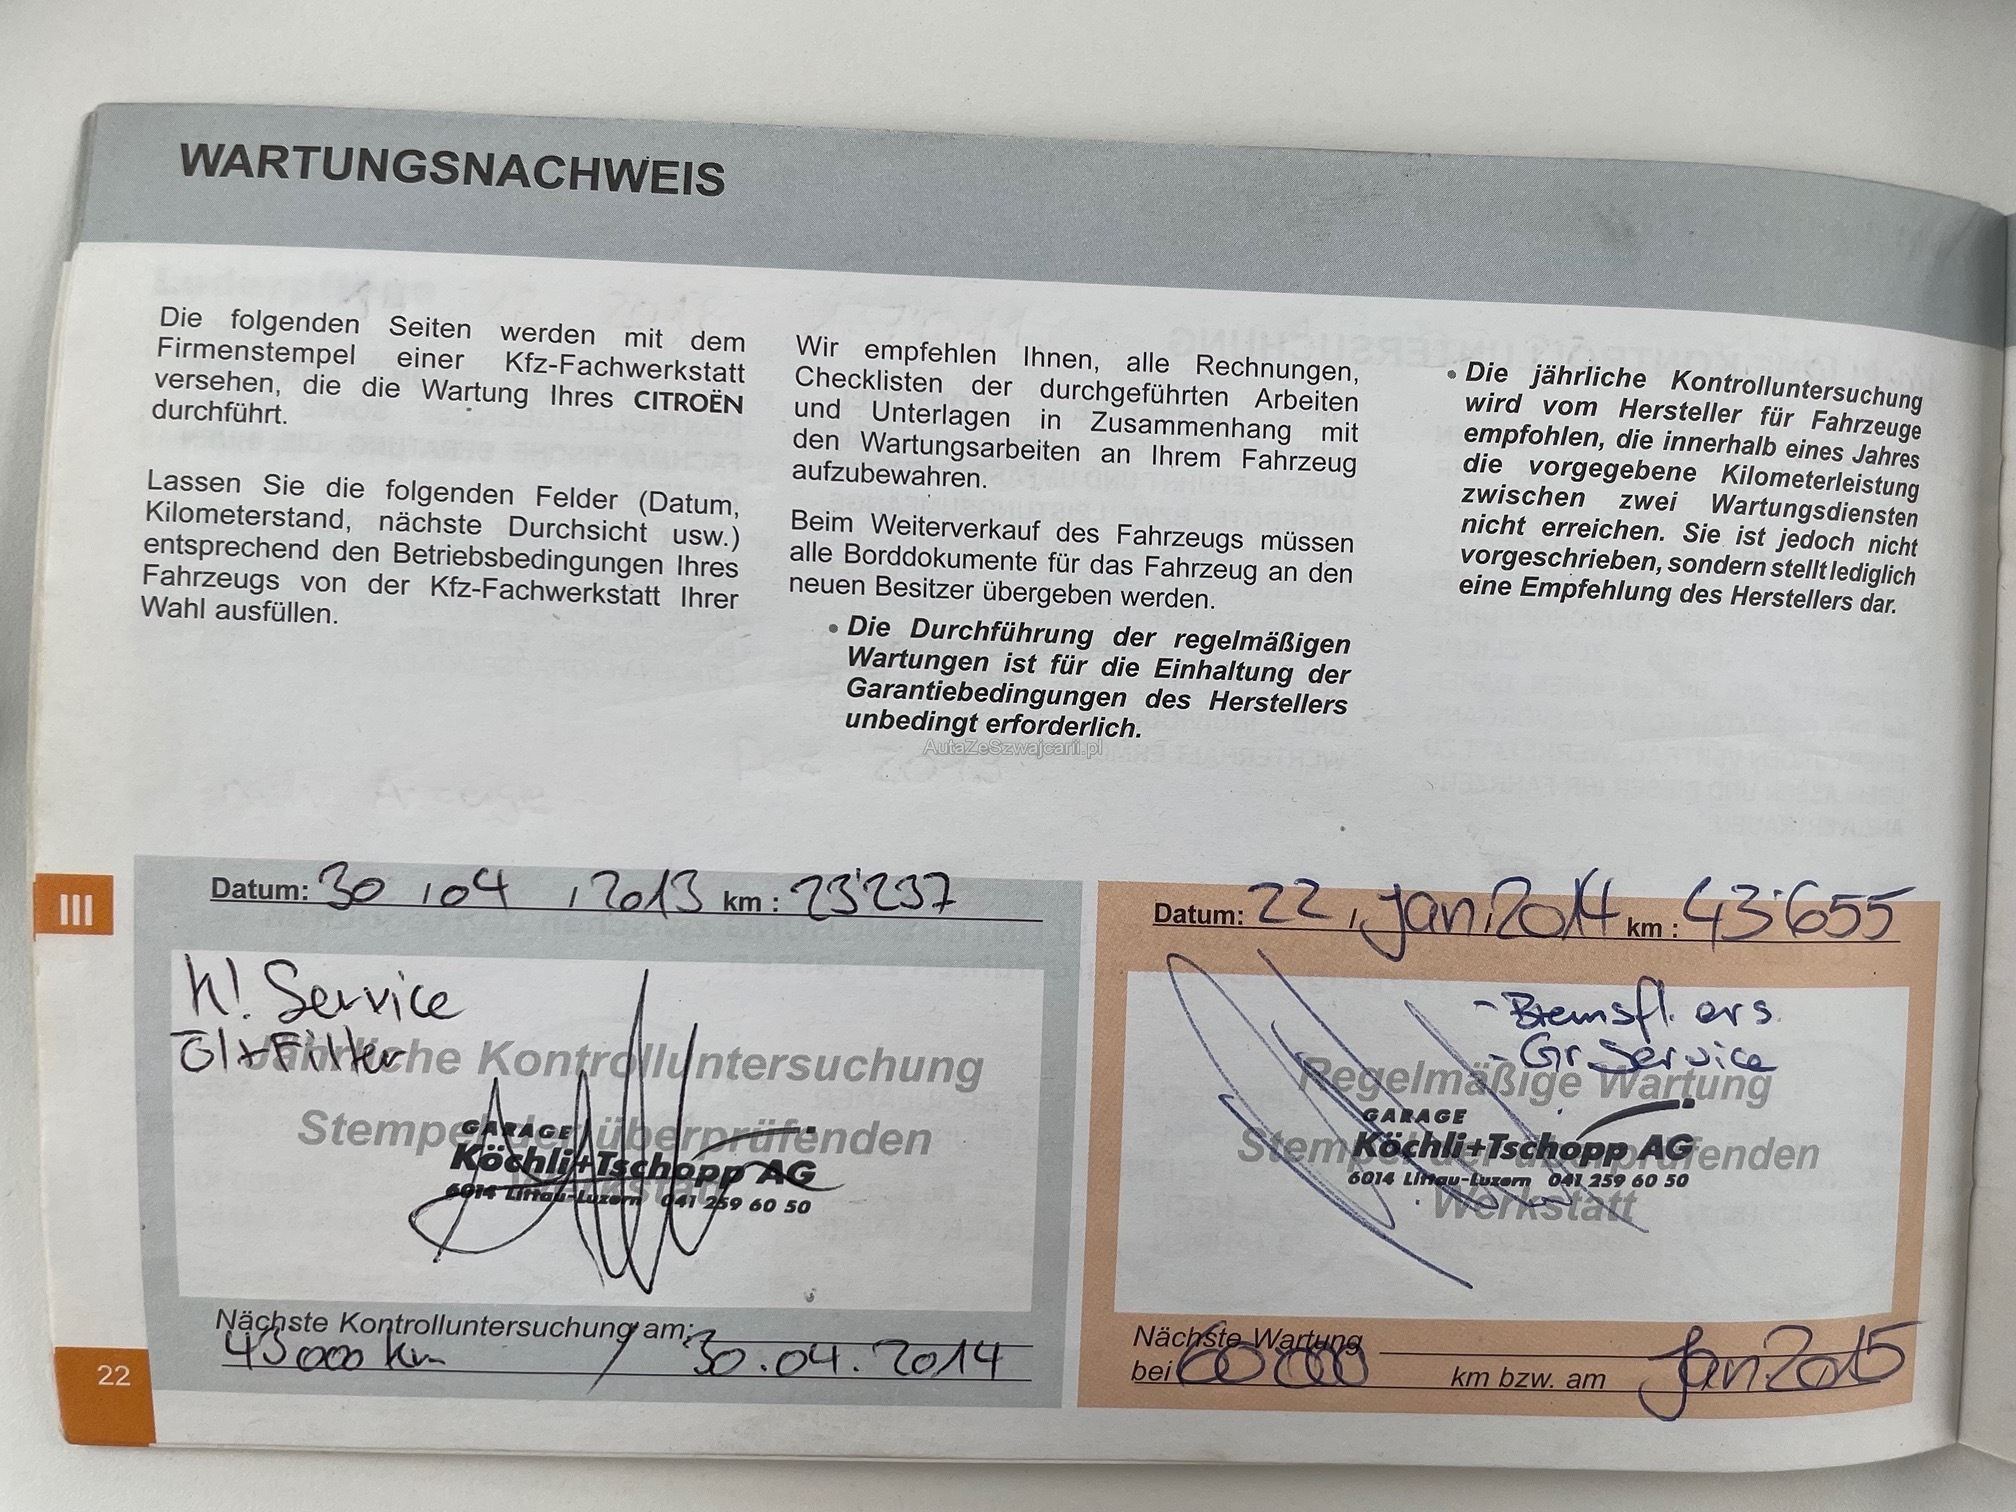 WARTUNGSNACHWEIS
Die folgenden Seiten werden mit dem
Firmenstempel einer Kfz-Fachwerkstatt
versehen, die die Wartung Ihres CITROËN
durchführt.
Lassen Sie die folgenden Felder (Datum,
Kilometerstand, nächste Durchsicht usw.)
entsprechend den Betriebsbedingungen Ihres
Fahrzeugs von der Kfz-Fachwerkstatt Ihrer
Wahl ausfüllen.
Wir empfehlen Ihnen, alle Rechnungen,
Checklisten der durchgeführten Arbeiten
und Unterlagen in Zusammenhang mit
den Wartungsarbeiten an Ihrem Fahrzeug
aufzubewahren.
Beim Weiterverkauf des Fahrzeugs müssen
alle Borddokumente für das Fahrzeug an den
neuen Besitzer übergeben werden.
• Die Durchführung der regelmäßigen
Wartungen ist für die Einhaltung der
Garantiebedingungen des Herstellers
unbedingt erforderlich.
• Die jährliche Kontrolluntersuchung
wird vom Hersteller für Fahrzeuge
empfohlen, die innerhalb eines Jahres
die vorgegebene Kilometerleistung
zwischen zwei Wartungsdiensten
nicht erreichen. Sie ist jedoch nicht
vorgeschrieben, sondern stellt lediglich
eine Empfehlung des Herstellers dar.
AutaZeSzwajcarii.pl
III
Datum: 30 . 04 . 2013 km : 23'237
K! Service
Öl+Filter
Jährliche Kontrolluntersuchung
Stempel der überprüfenden
Werkstatt
GARAGE
Köchli+Tschopp AG
6014 Littau-Luzern 041 259 60 50
Nächste Kontrolluntersuchung am:
43000 km / 30.04.2014
Datum: 22. Jan. 2014 km : 43'655
- Bremsfl. ers.
- Gr. Service
Regelmäßige Wartung
Stempel der überprüfenden
Werkstatt
GARAGE
Köchli+Tschopp AG
6014 Littau-Luzern 041 259 60 50
Nächste Wartung
bei 60000 km bzw. am Jan. 2015
22